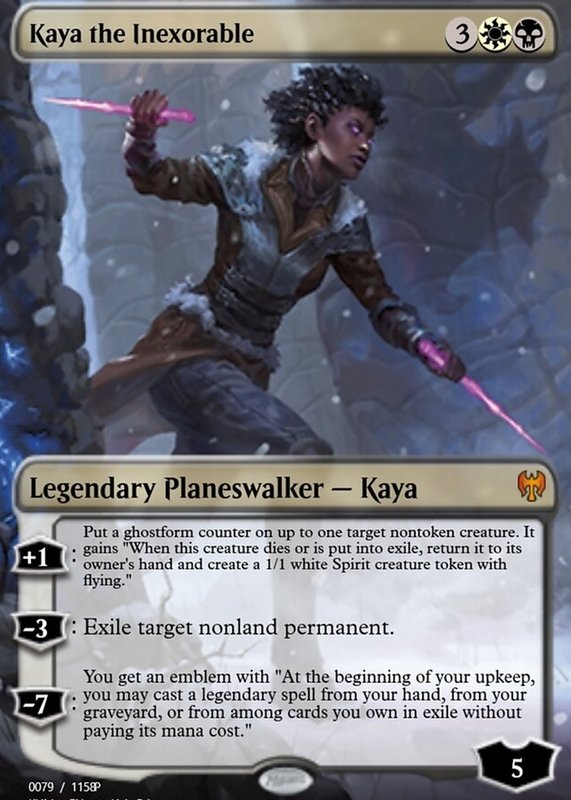 Kaya the Inexorable
3
Legendary Planeswalker — Kaya
+1: Put a ghostform counter on up to one target nontoken creature. It
gains "When this creature dies or is put into exile, return it to its
owner's hand and create a 1/1 white Spirit creature token with
flying."
−3: Exile target nonland permanent.
−7: You get an emblem with "At the beginning of your upkeep,
you may cast a legendary spell from your hand, from your
graveyard, or from among cards you own in exile without
paying its mana cost."
5
0079 / 1158P